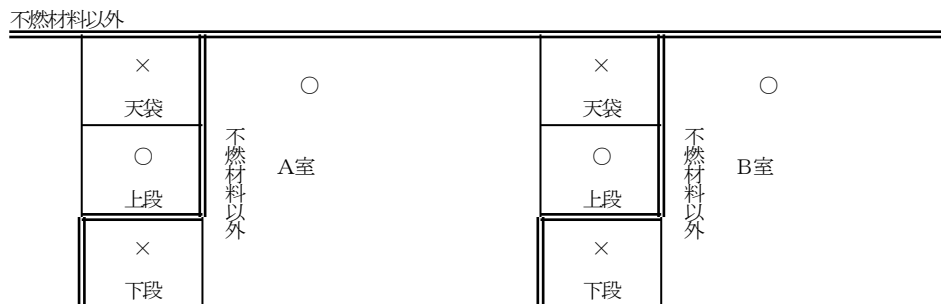 不燃材料以外
×
天袋
○
上段
×
下段
不燃材料以外
○
A室
×
天袋
○
上段
×
下段
不燃材料以外
○
B室